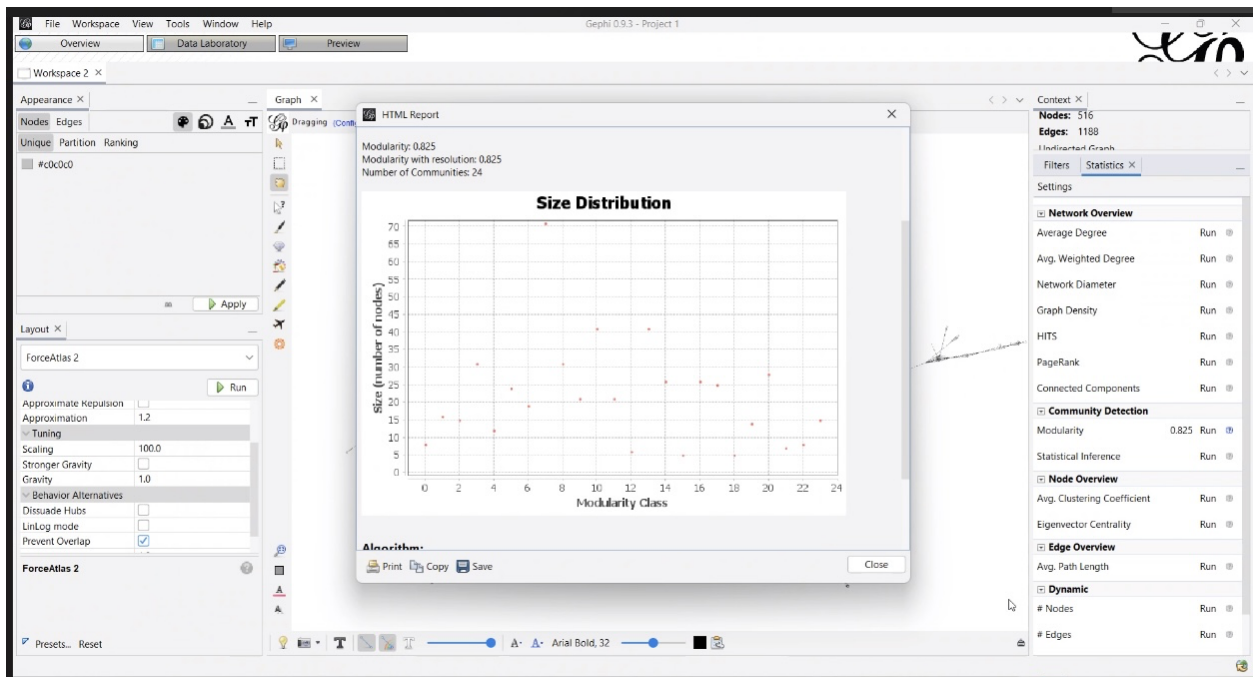 File Workspace View Tools Window Help
Gephi 0.9.3 - Project 1
Overview Data Laboratory Preview
Workspace 2
Appearance
Nodes Edges
Unique Partition Ranking
#c0c0c0
Apply
Layout
ForceAtlas 2
Run
Approximate Repulsion
Approximation 1.2
Tuning
Scaling 100.0
Stronger Gravity
Gravity 1.0
Behavior Alternatives
Dissuade Hubs
LinLog mode
Prevent Overlap
ForceAtlas 2
Presets... Reset
Graph
Dragging
HTML Report
Modularity: 0.825
Modularity with resolution: 0.825
Number of Communities: 24
Size Distribution
Size (number of nodes)
70
65
60
55
50
45
40
35
30
25
20
15
10
5
0
0 2 4 6 8 10 12 14 16 18 20 22 24
Modularity Class
Algorithm:
Print Copy Save
Close
Arial Bold, 32
Context
Nodes: 516
Edges: 1188
Undirected Graph
Filters Statistics
Settings
Network Overview
Average Degree Run
Avg. Weighted Degree Run
Network Diameter Run
Graph Density Run
HITS Run
PageRank Run
Connected Components Run
Community Detection
Modularity 0.825 Run
Statistical Inference Run
Node Overview
Avg. Clustering Coefficient Run
Eigenvector Centrality Run
Edge Overview
Avg. Path Length Run
Dynamic
# Nodes Run
# Edges Run